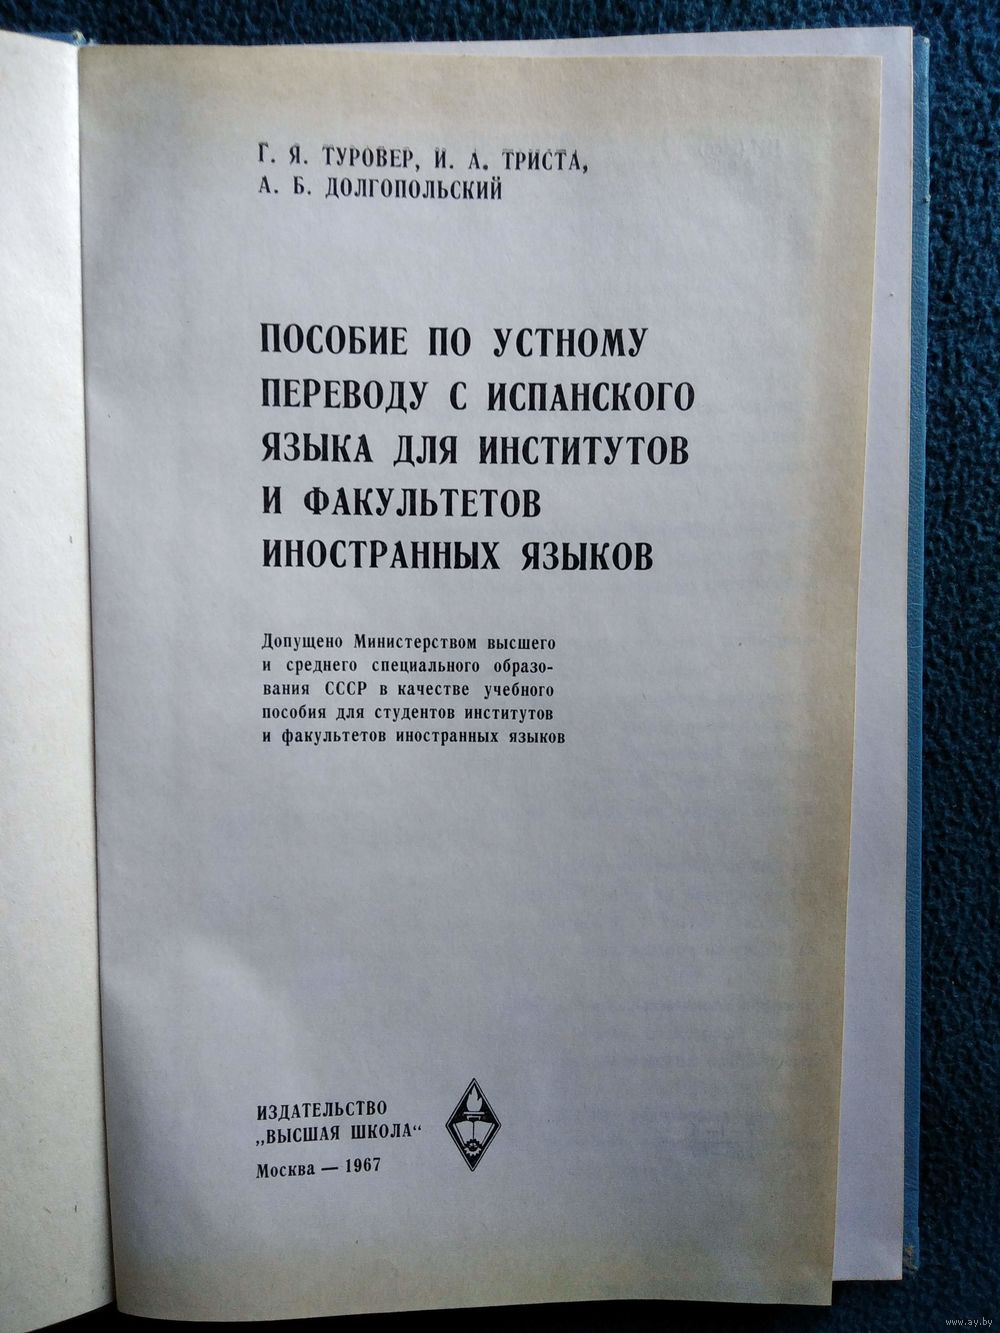 Г. Я. ТУРОВЕР, И. А. ТРИСТА,
А. Б. ДОЛГОПОЛЬСКИЙ
ПОСОБИЕ ПО УСТНОМУ
ПЕРЕВОДУ С ИСПАНСКОГО
ЯЗЫКА ДЛЯ ИНСТИТУТОВ
И ФАКУЛЬТЕТОВ
ИНОСТРАННЫХ ЯЗЫКОВ
Допущено Министерством высшего
и среднего специального образо-
вания СССР в качестве учебного
пособия для студентов институтов
и факультетов иностранных языков
ИЗДАТЕЛЬСТВО
„ВЫСШАЯ ШКОЛА“
Москва — 1967
www.ay.by